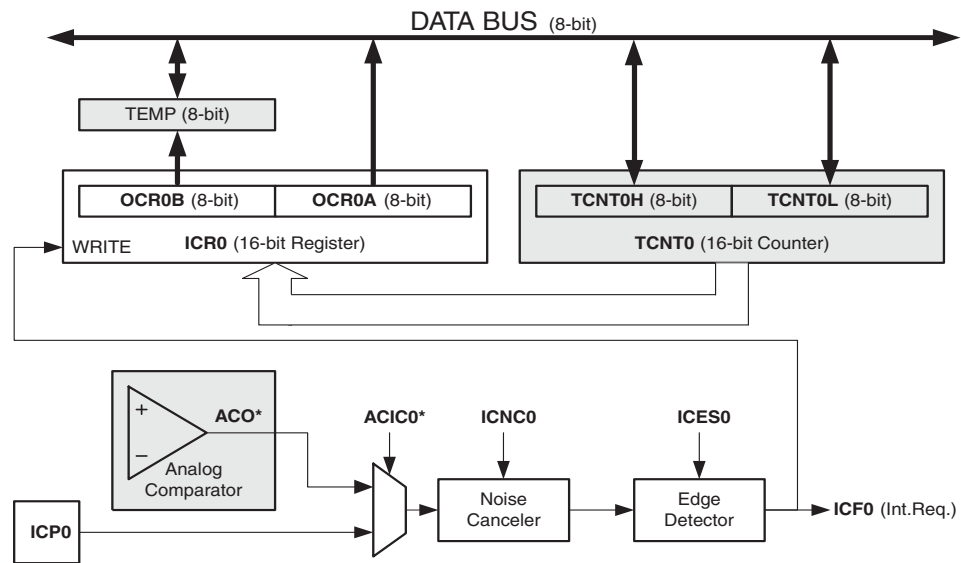 DATA BUS (8-bit)
TEMP (8-bit)
OCR0B (8-bit) OCR0A (8-bit)
TCNT0H (8-bit) TCNT0L (8-bit)
WRITE ICR0 (16-bit Register)
TCNT0 (16-bit Counter)
+
ACO*
−
Analog
Comparator
ACIC0*
ICNC0
ICES0
ICP0
Noise
Canceler
Edge
Detector
ICF0 (Int.Req.)